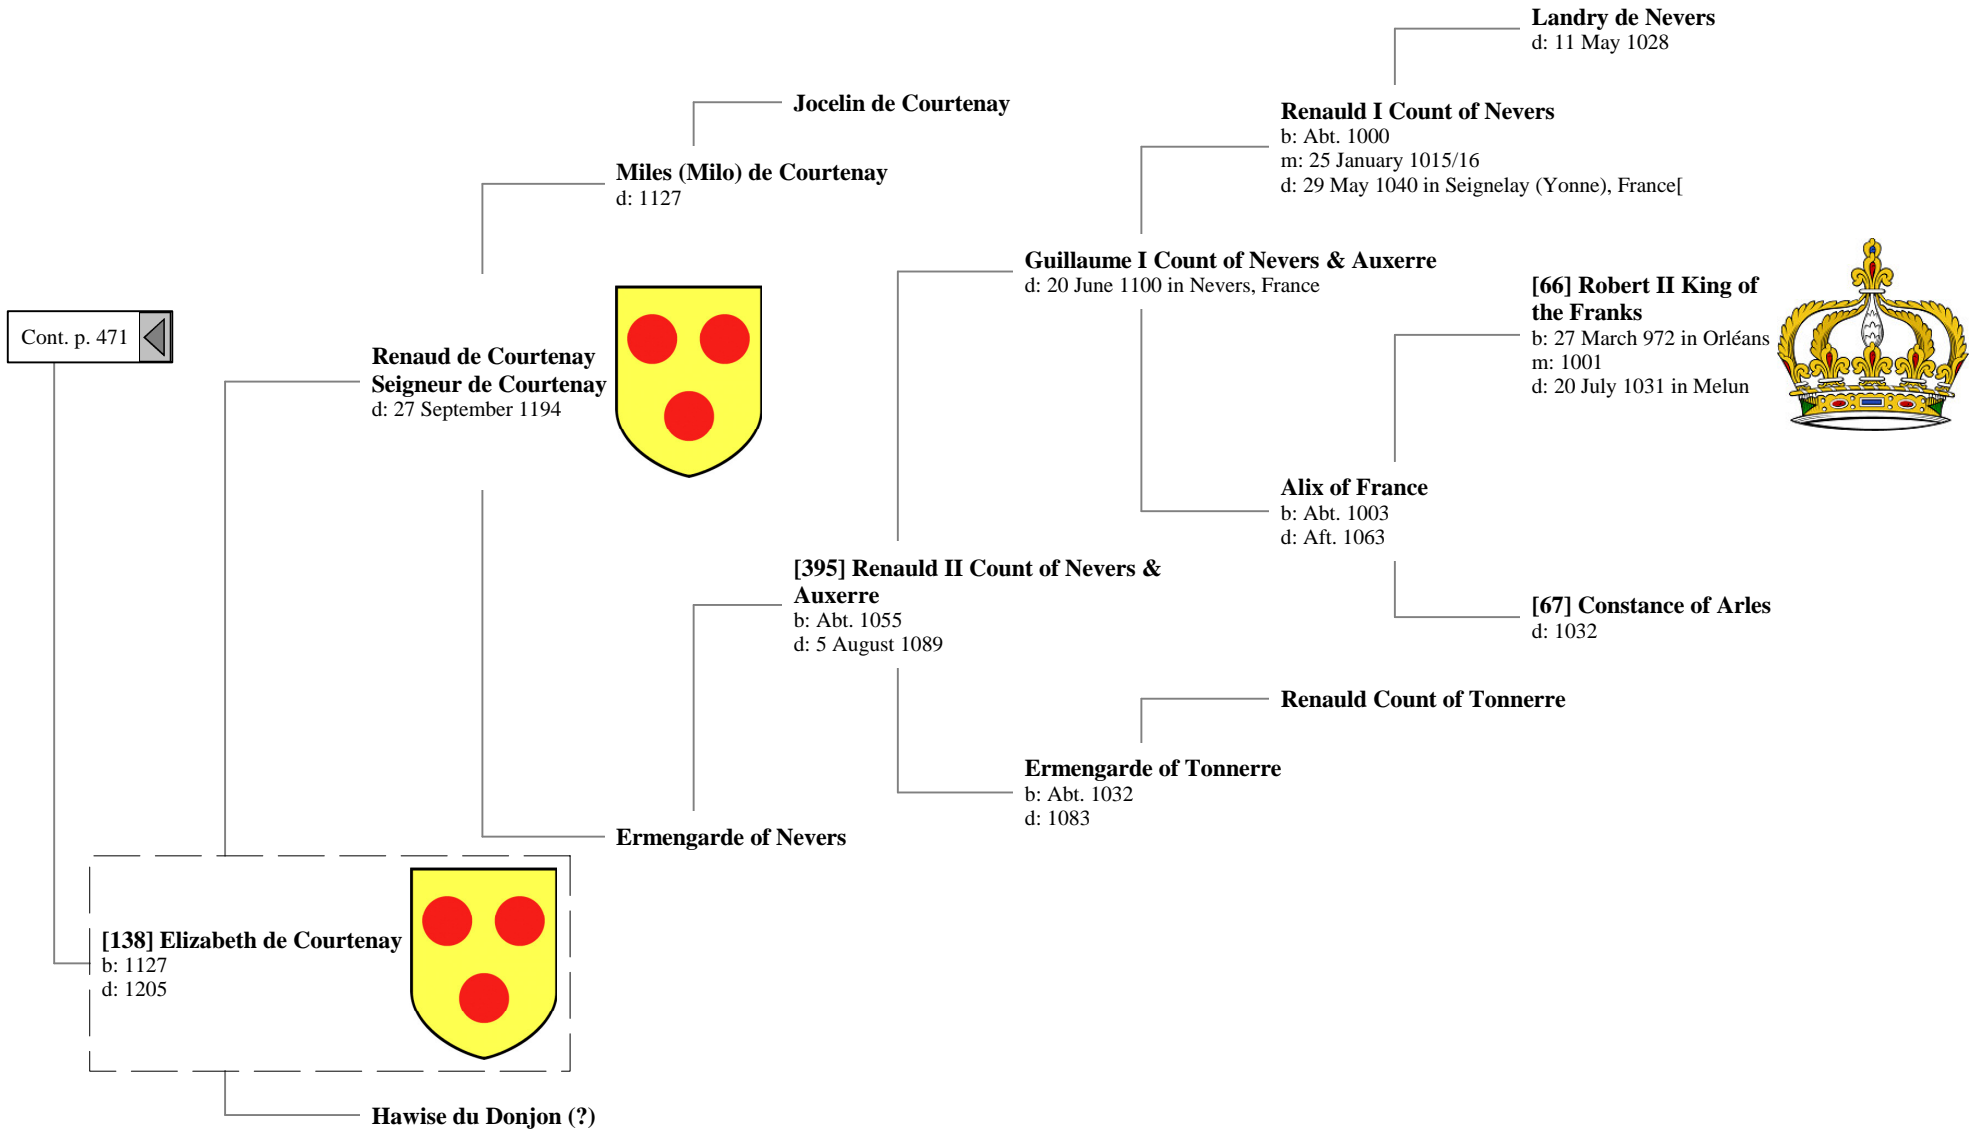 Landry de Nevers
d: 11 May 1028
Jocelin de Courtenay
Renauld I Count of Nevers
b: Abt. 1000
m: 25 January 1015/16
d: 29 May 1040 in Seignelay (Yonne), France[
Miles (Milo) de Courtenay
d: 1127
Guillaume I Count of Nevers & Auxerre
d: 20 June 1100 in Nevers, France
[66] Robert II King of
the Franks
b: 27 March 972 in Orléans
m: 1001
d: 20 July 1031 in Melun
Cont. p. 471
Renaud de Courtenay
Seigneur de Courtenay
d: 27 September 1194
Alix of France
b: Abt. 1003
d: Aft. 1063
[395] Renauld II Count of Nevers &
Auxerre
b: Abt. 1055
d: 5 August 1089
[67] Constance of Arles
d: 1032
Renauld Count of Tonnerre
Ermengarde of Tonnerre
b: Abt. 1032
d: 1083
Ermengarde of Nevers
[138] Elizabeth de Courtenay
b: 1127
d: 1205
Hawise du Donjon (?)